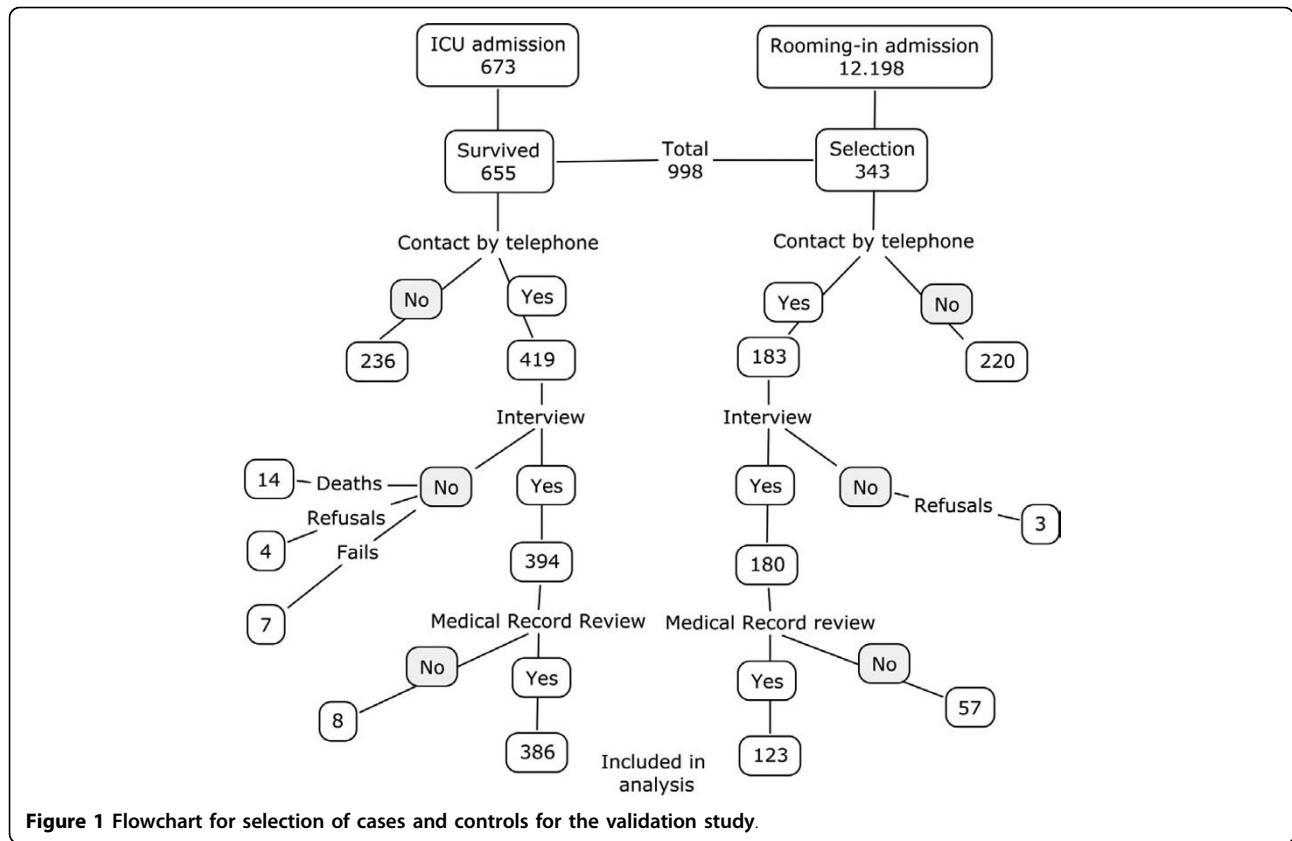 ICU admission
673
Rooming-in admission
12.198
Survived
655
Total
998
Selection
343
Contact by telephone
Contact by telephone
No
Yes
Yes
No
236
419
183
220
Interview
Interview
14
Deaths
No
Yes
Yes
No
Refusals
Refusals
3
4
Fails
394
180
7
Medical Record Review
Medical Record review
No
Yes
Yes
No
8
57
386
Included in
analysis
123
Figure 1 Flowchart for selection of cases and controls for the validation study.